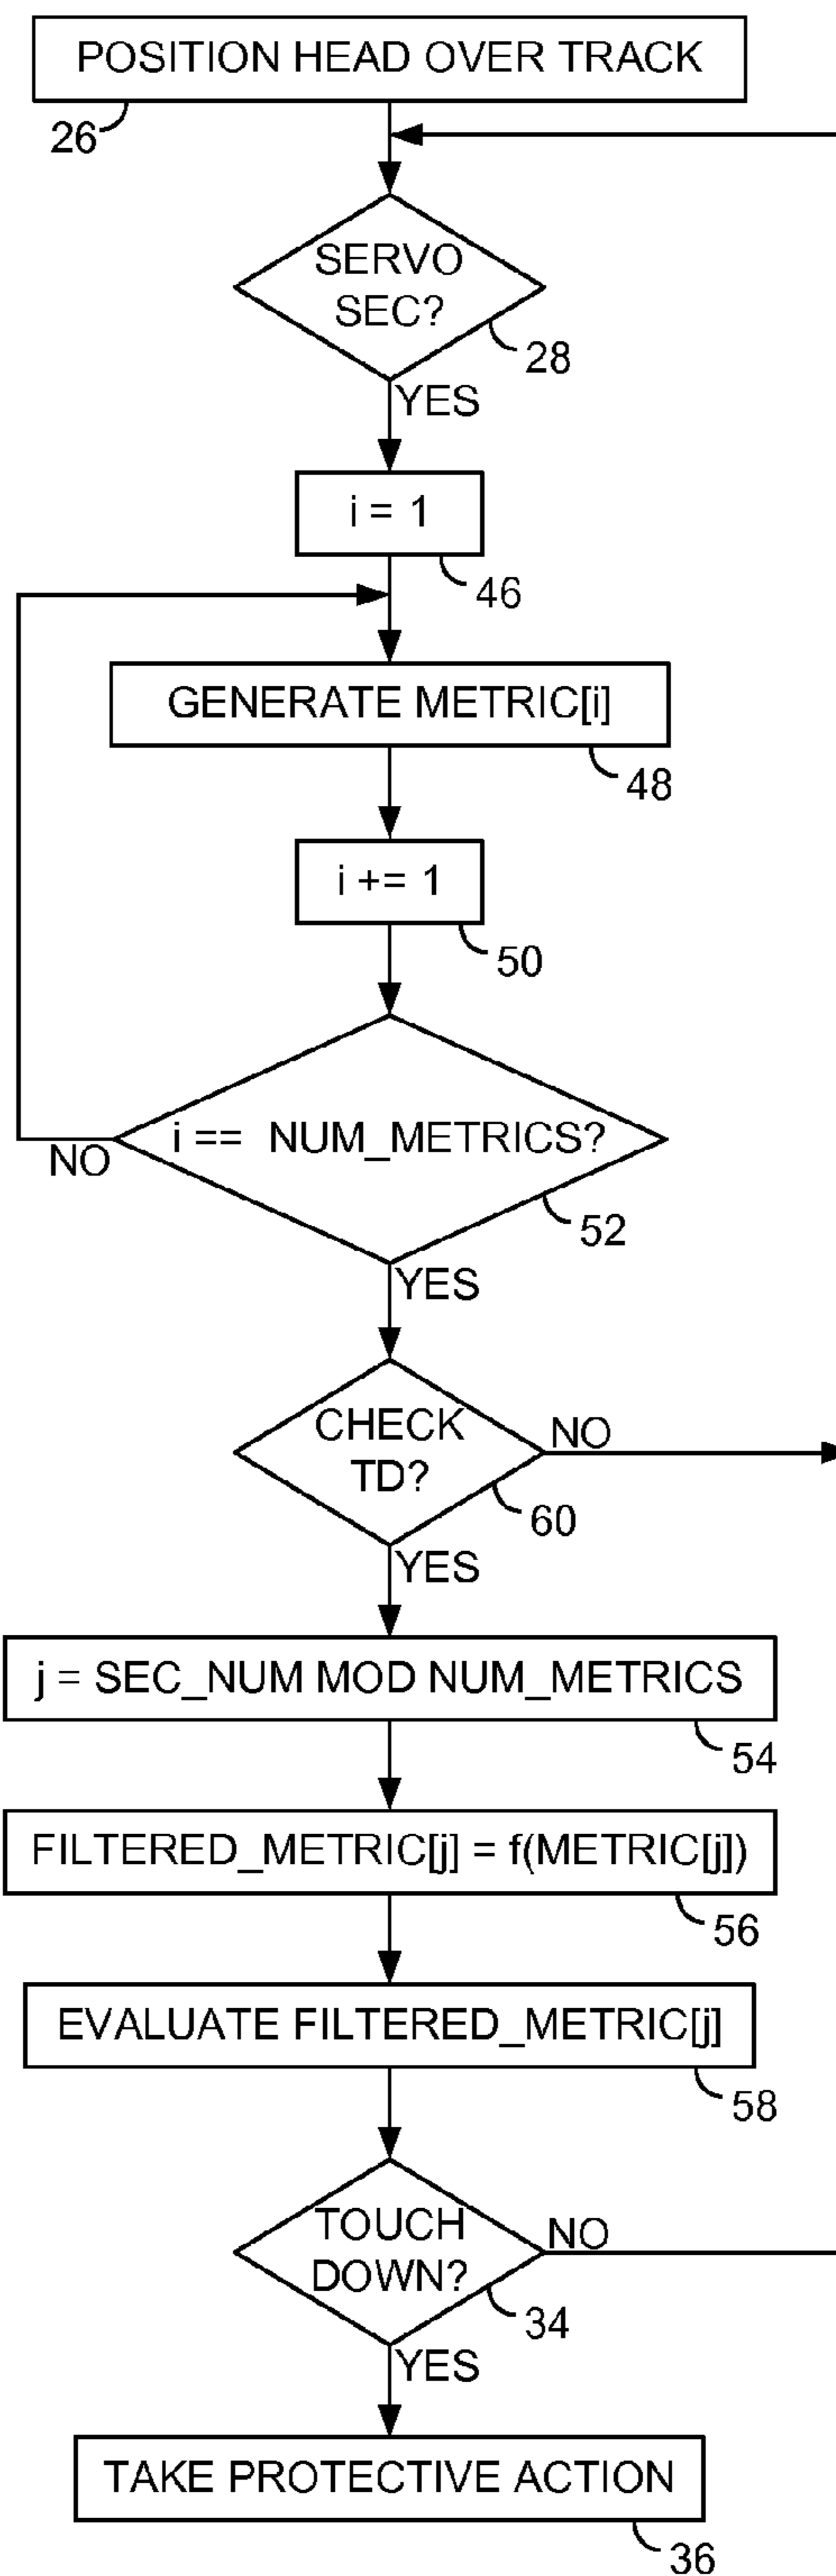 POSITION HEAD OVER TRACK
26
SERVO
SEC?
28
YES
i = 1
46
GENERATE METRIC[i]
48
i += 1
50
i == NUM_METRICS?
NO
52
YES
CHECK
TD?
NO
60
YES
j = SEC_NUM MOD NUM_METRICS
54
FILTERED_METRIC[j] = f(METRIC[j])
56
EVALUATE FILTERED_METRIC[j]
58
TOUCH
DOWN?
NO
34
YES
TAKE PROTECTIVE ACTION
36